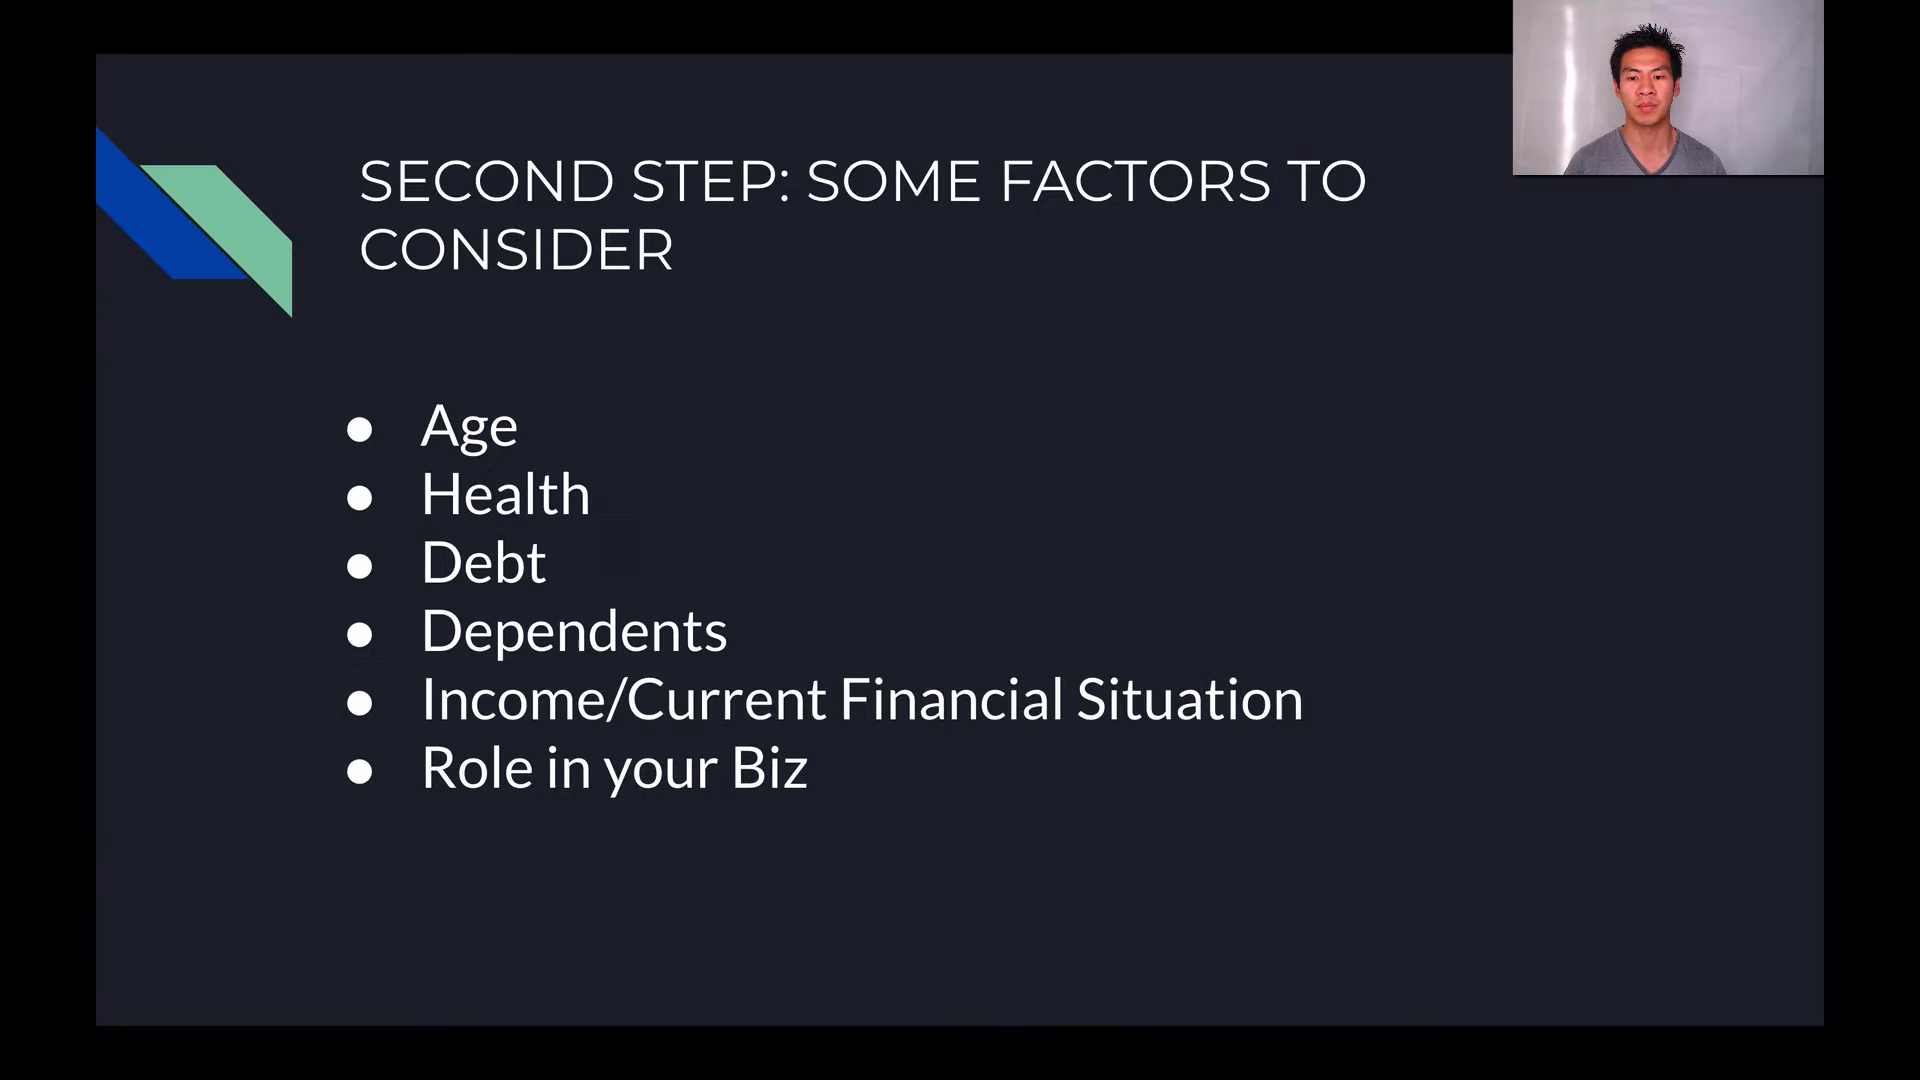 SECOND STEP: SOME FACTORS TO
CONSIDER
● Age
● Health
● Debt
● Dependents
● Income/Current Financial Situation
● Role in your Biz